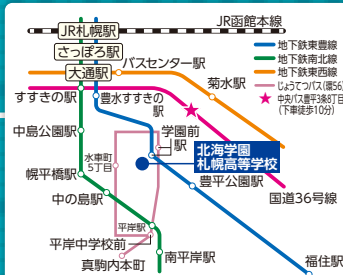 JR函館本線
JR札幌駅
さっぽろ駅
大通駅
バスセンター駅
菊水駅
地下鉄東豊線
地下鉄南北線
地下鉄東西線
じょうてつバス(環56)
中央バス豊平3条8丁目
(下車徒歩10分)
すすきの駅
豊水すすきの駅
中島公園駅
学園前駅
水車町
5丁目
北海学園
札幌高等学校
幌平橋駅
豊平公園駅
中の島駅
国道36号線
平岸駅
平岸中学校前
南平岸駅
真駒内本町
福住駅